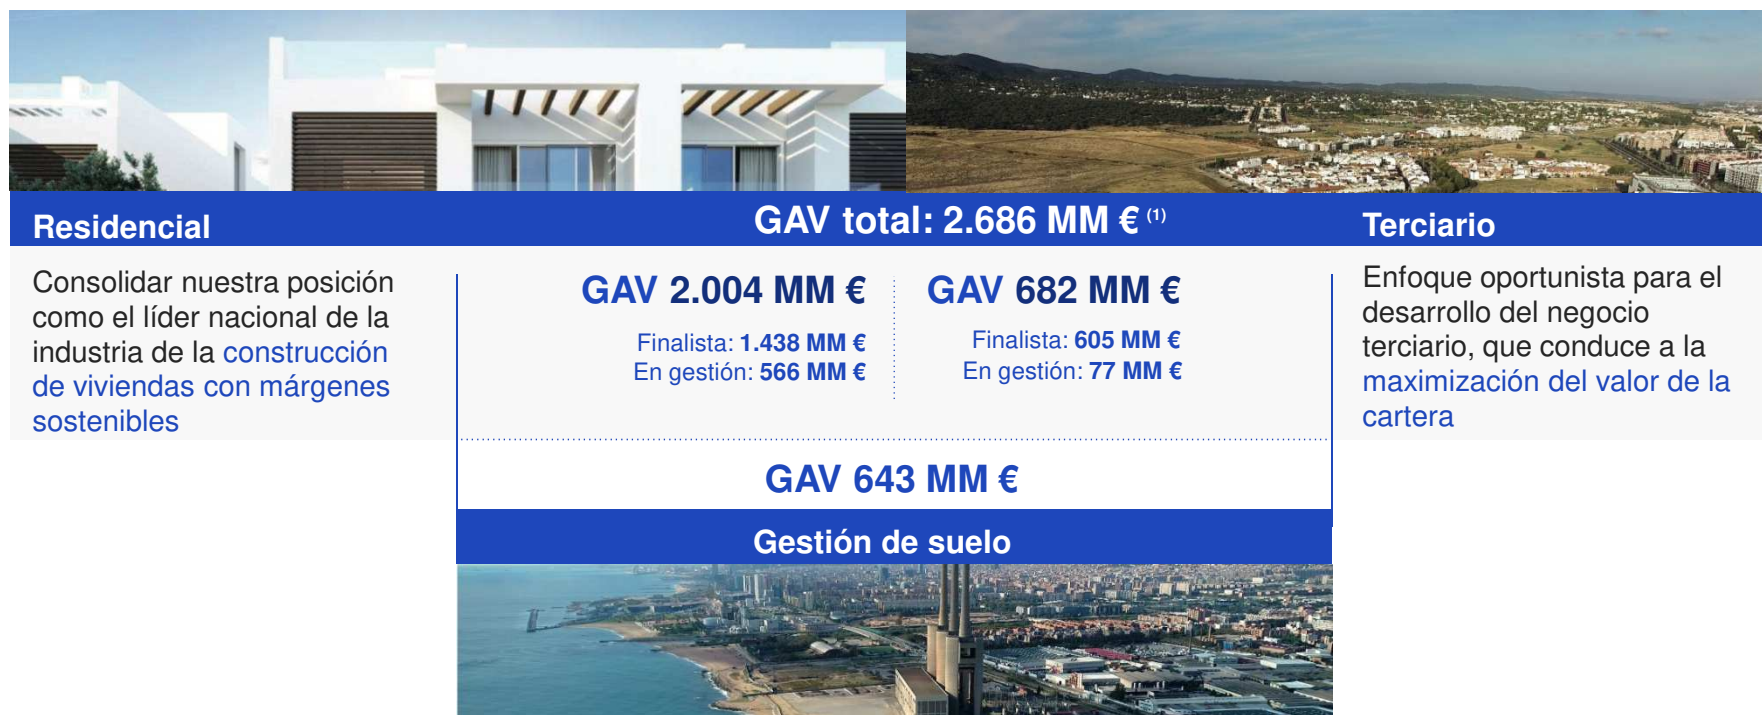 Residencial
GAV total: 2.686 MM € (1)
Terciario
Consolidar nuestra posición
como el líder nacional de la
industria de la construcción
de viviendas con márgenes
sostenibles
GAV 2.004 MM €
Finalista: 1.438 MM €
En gestión: 566 MM €
GAV 682 MM €
Finalista: 605 MM €
En gestión: 77 MM €
Enfoque oportunista para el
desarrollo del negocio
terciario, que conduce a la
maximización del valor de la
cartera
GAV 643 MM €
Gestión de suelo